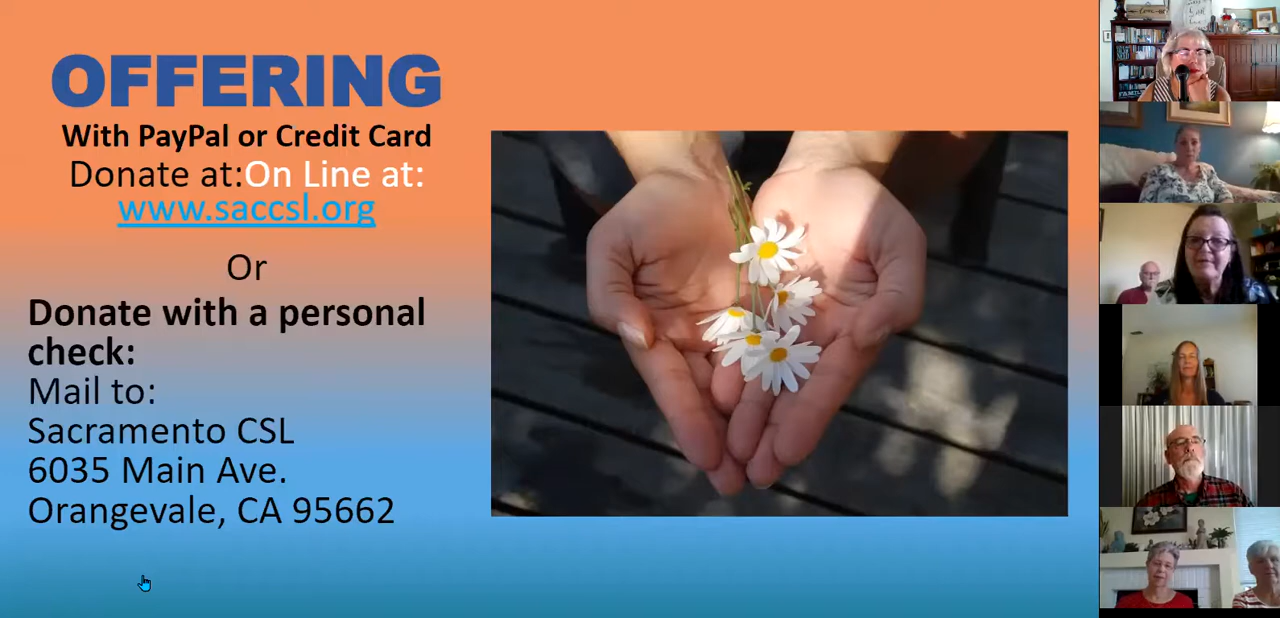 OFFERING
With PayPal or Credit Card
Donate at:On Line at:
www.saccsl.org
Or
Donate with a personal
check:
Mail to:
Sacramento CSL
6035 Main Ave.
Orangevale, CA 95662